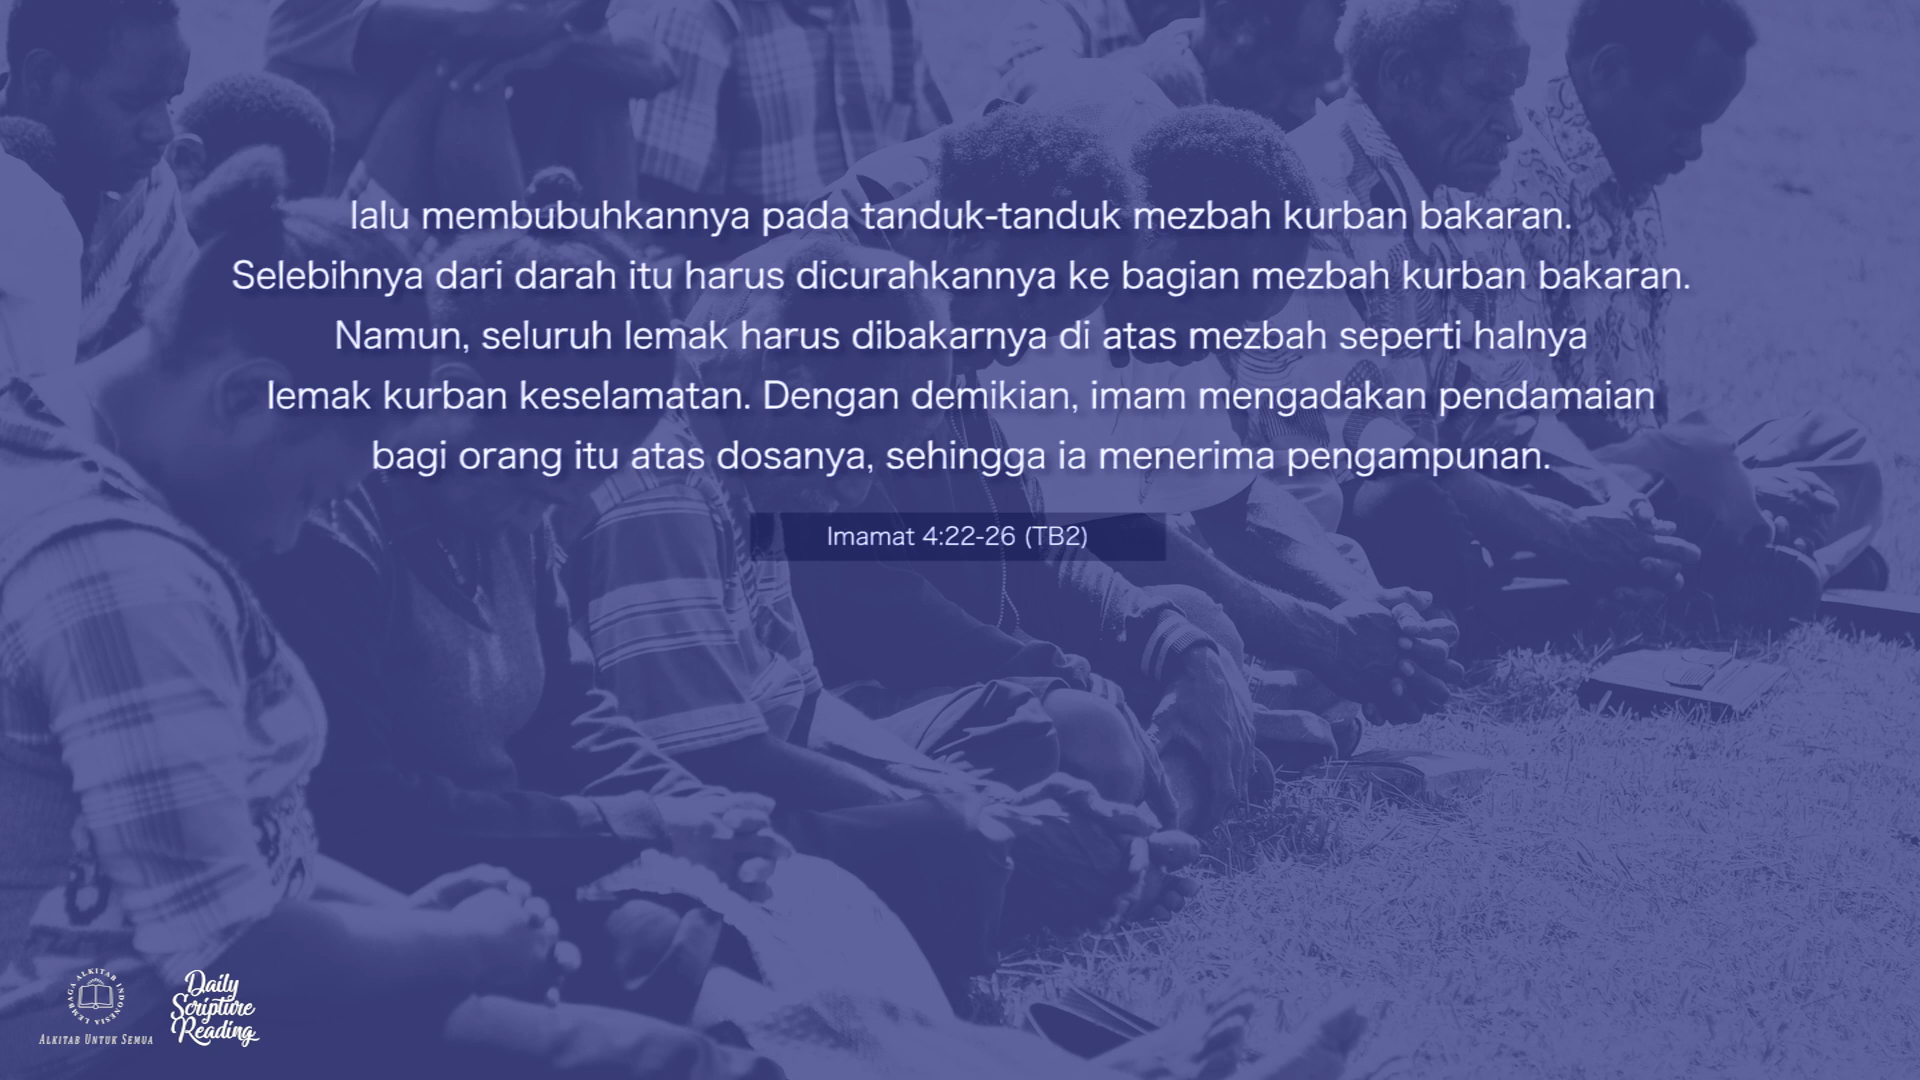 lalu membubuhkannya pada tanduk-tanduk mezbah kurban bakaran.
Selebihnya dari darah itu harus dicurahkannya ke bagian mezbah kurban bakaran.
Namun, seluruh lemak harus dibakarnya di atas mezbah seperti halnya
lemak kurban keselamatan. Dengan demikian, imam mengadakan pendamaian
bagi orang itu atas dosanya, sehingga ia menerima pengampunan.
Imamat 4:22-26 (TB2)
LEMBAGA ALKITAB INDONESIA
ALKITAB UNTUK SEMUA
Daily
Scripture
Reading